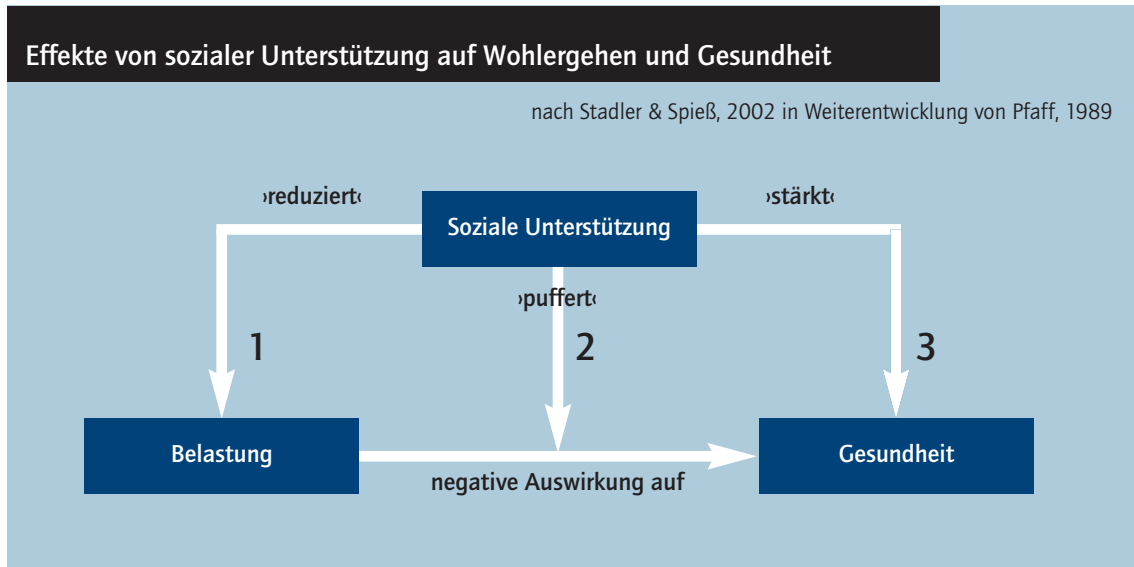 Effekte von sozialer Unterstützung auf Wohlergehen und Gesundheit
nach Stadler & Spieß, 2002 in Weiterentwicklung von Pfaff, 1989
›reduziert‹
›stärkt‹
Soziale Unterstützung
›puffert‹
1
2
3
Belastung
Gesundheit
negative Auswirkung auf